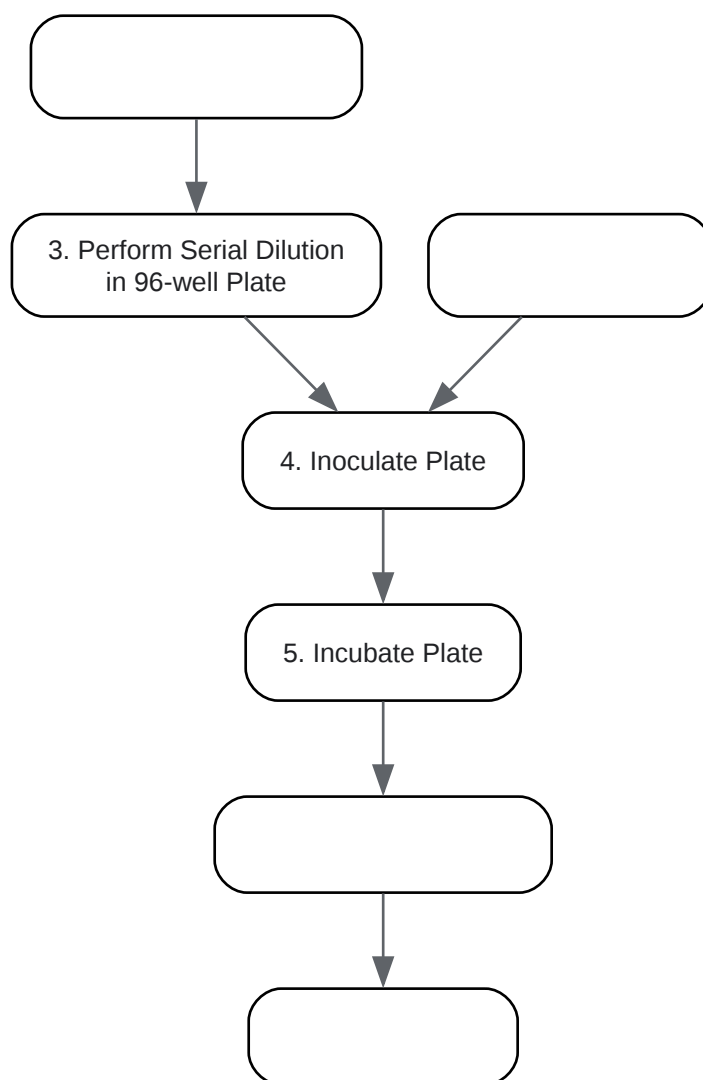 3. Perform Serial Dilution
in 96-well Plate
4. Inoculate Plate
5. Incubate Plate